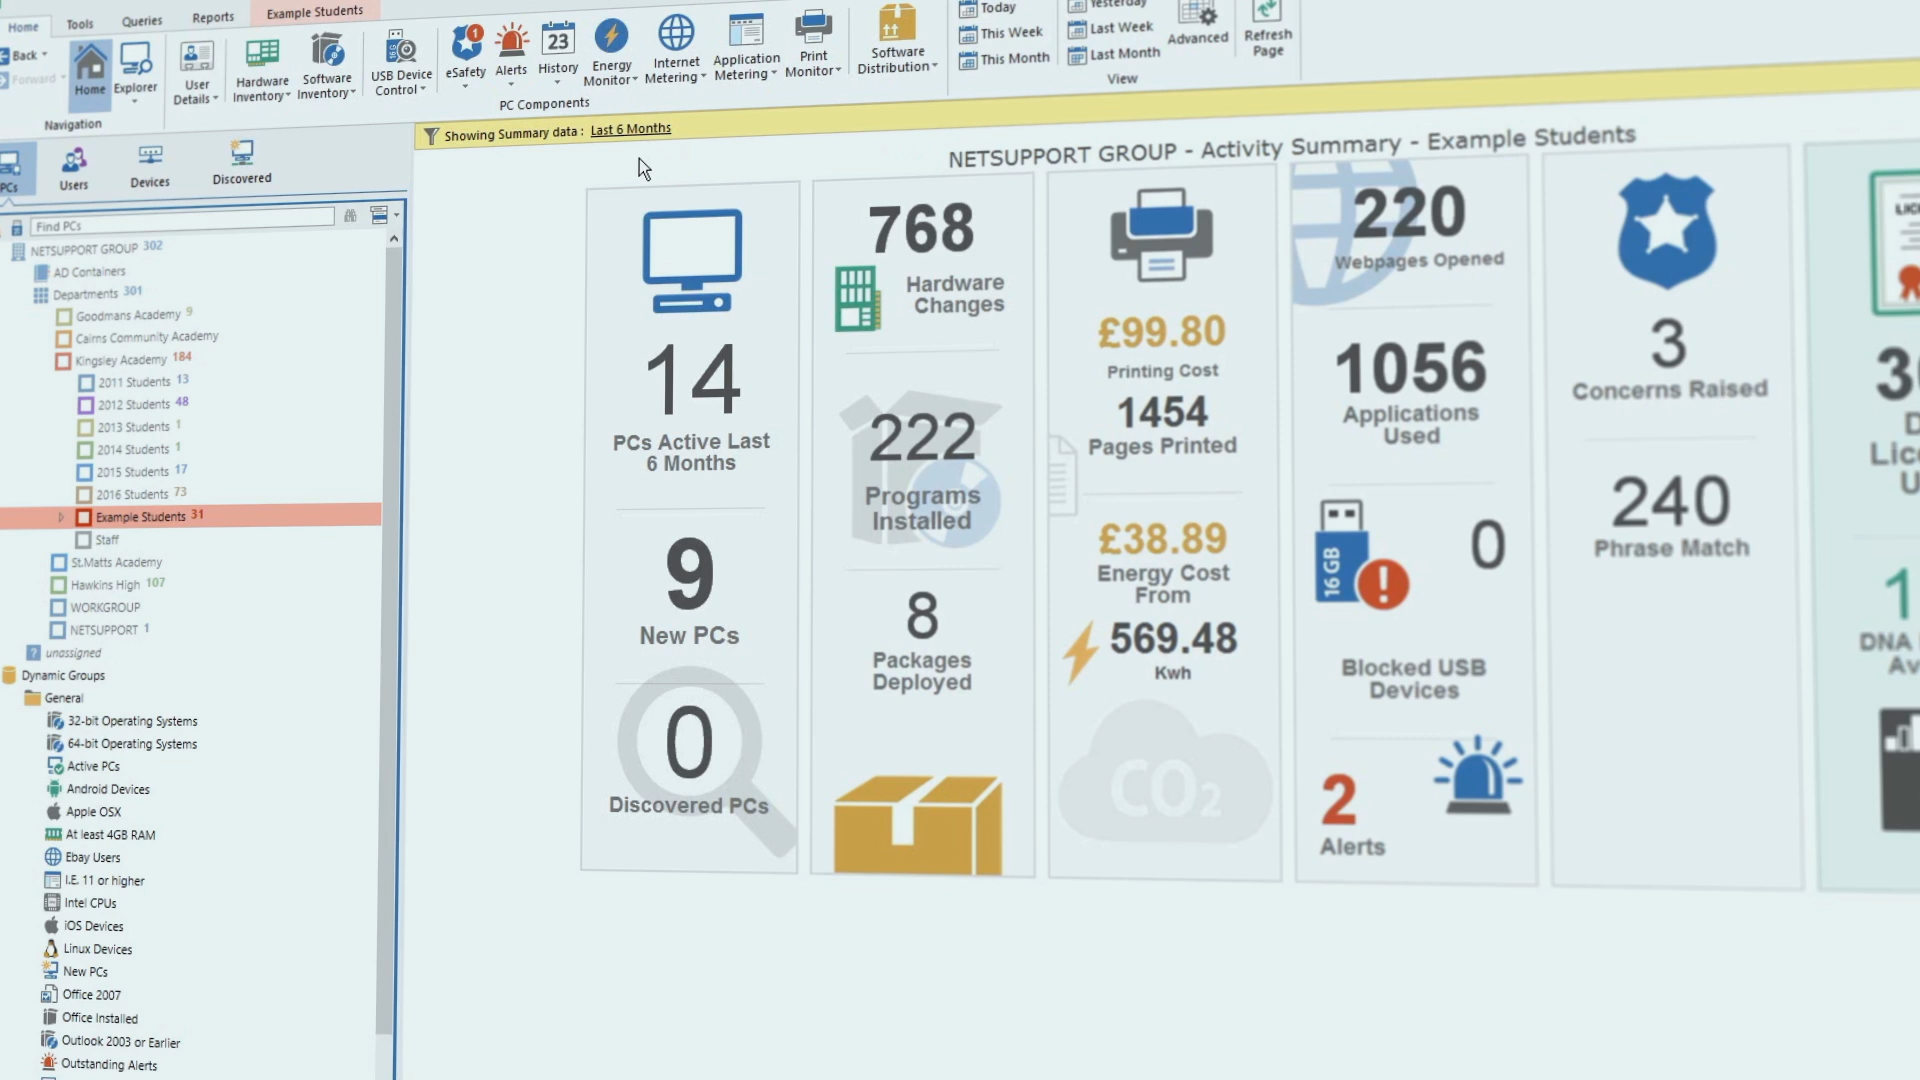 Home
Tools
Queries
Reports
Example Students
Back
Forward
Home
Explorer
Navigation
User
Details
Hardware
Inventory
Software
Inventory
USB Device
Control
1
eSafety
Alerts
23
History
Energy
Monitor
Internet
Metering
Application
Metering
Print
Monitor
PC Components
Software
Distribution
Today
This Week
This Month
Yesterday
Last Week
Last Month
View
Advanced
Refresh
Page
PCs
Users
Devices
Discovered
Find PCs
NETSUPPORT GROUP 302
AD Containers
Departments 301
Goodmans Academy 9
Cairns Community Academy
Kingsley Academy 184
2011 Students 13
2012 Students 48
2013 Students 1
2014 Students 1
2015 Students 17
2016 Students 73
Example Students 31
Staff
St.Matts Academy
Hawkins High 107
WORKGROUP
NETSUPPORT 1
? unassigned
Dynamic Groups
General
32-bit Operating Systems
64-bit Operating Systems
Active PCs
Android Devices
Apple OSX
At least 4GB RAM
Ebay Users
I.E. 11 or higher
Intel CPUs
iOS Devices
Linux Devices
New PCs
Office 2007
Office Installed
Outlook 2003 or Earlier
Outstanding Alerts
Showing Summary data : Last 6 Months
NETSUPPORT GROUP - Activity Summary - Example Students
14
PCs Active Last
6 Months
9
New PCs
0
Discovered PCs
768
Hardware
Changes
222
Programs
Installed
8
Packages
Deployed
£99.80
Printing Cost
1454
Pages Printed
£38.89
Energy Cost
From
569.48
Kwh
CO2
220
Webpages Opened
1056
Applications
Used
16 GB
!
0
Blocked USB
Devices
2
Alerts
3
Concerns Raised
240
Phrase Match
DNA